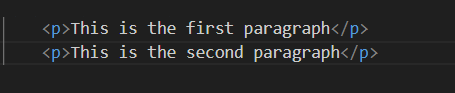 <p>This is the first paragraph</p>
<p>This is the second paragraph</p>